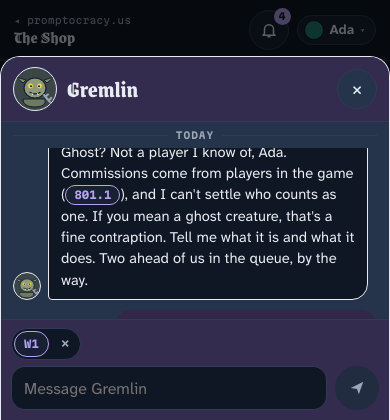 promptocracy.us
The Shop
4
Ada
Gremlin
×
TODAY
Ghost? Not a player I know of, Ada.
Commissions come from players in the game
(801.1), and I can't settle who counts as
one. If you mean a ghost creature, that's a
fine contraption. Tell me what it is and what it
does. Two ahead of us in the queue, by the
way.
W1 ×
Message Gremlin